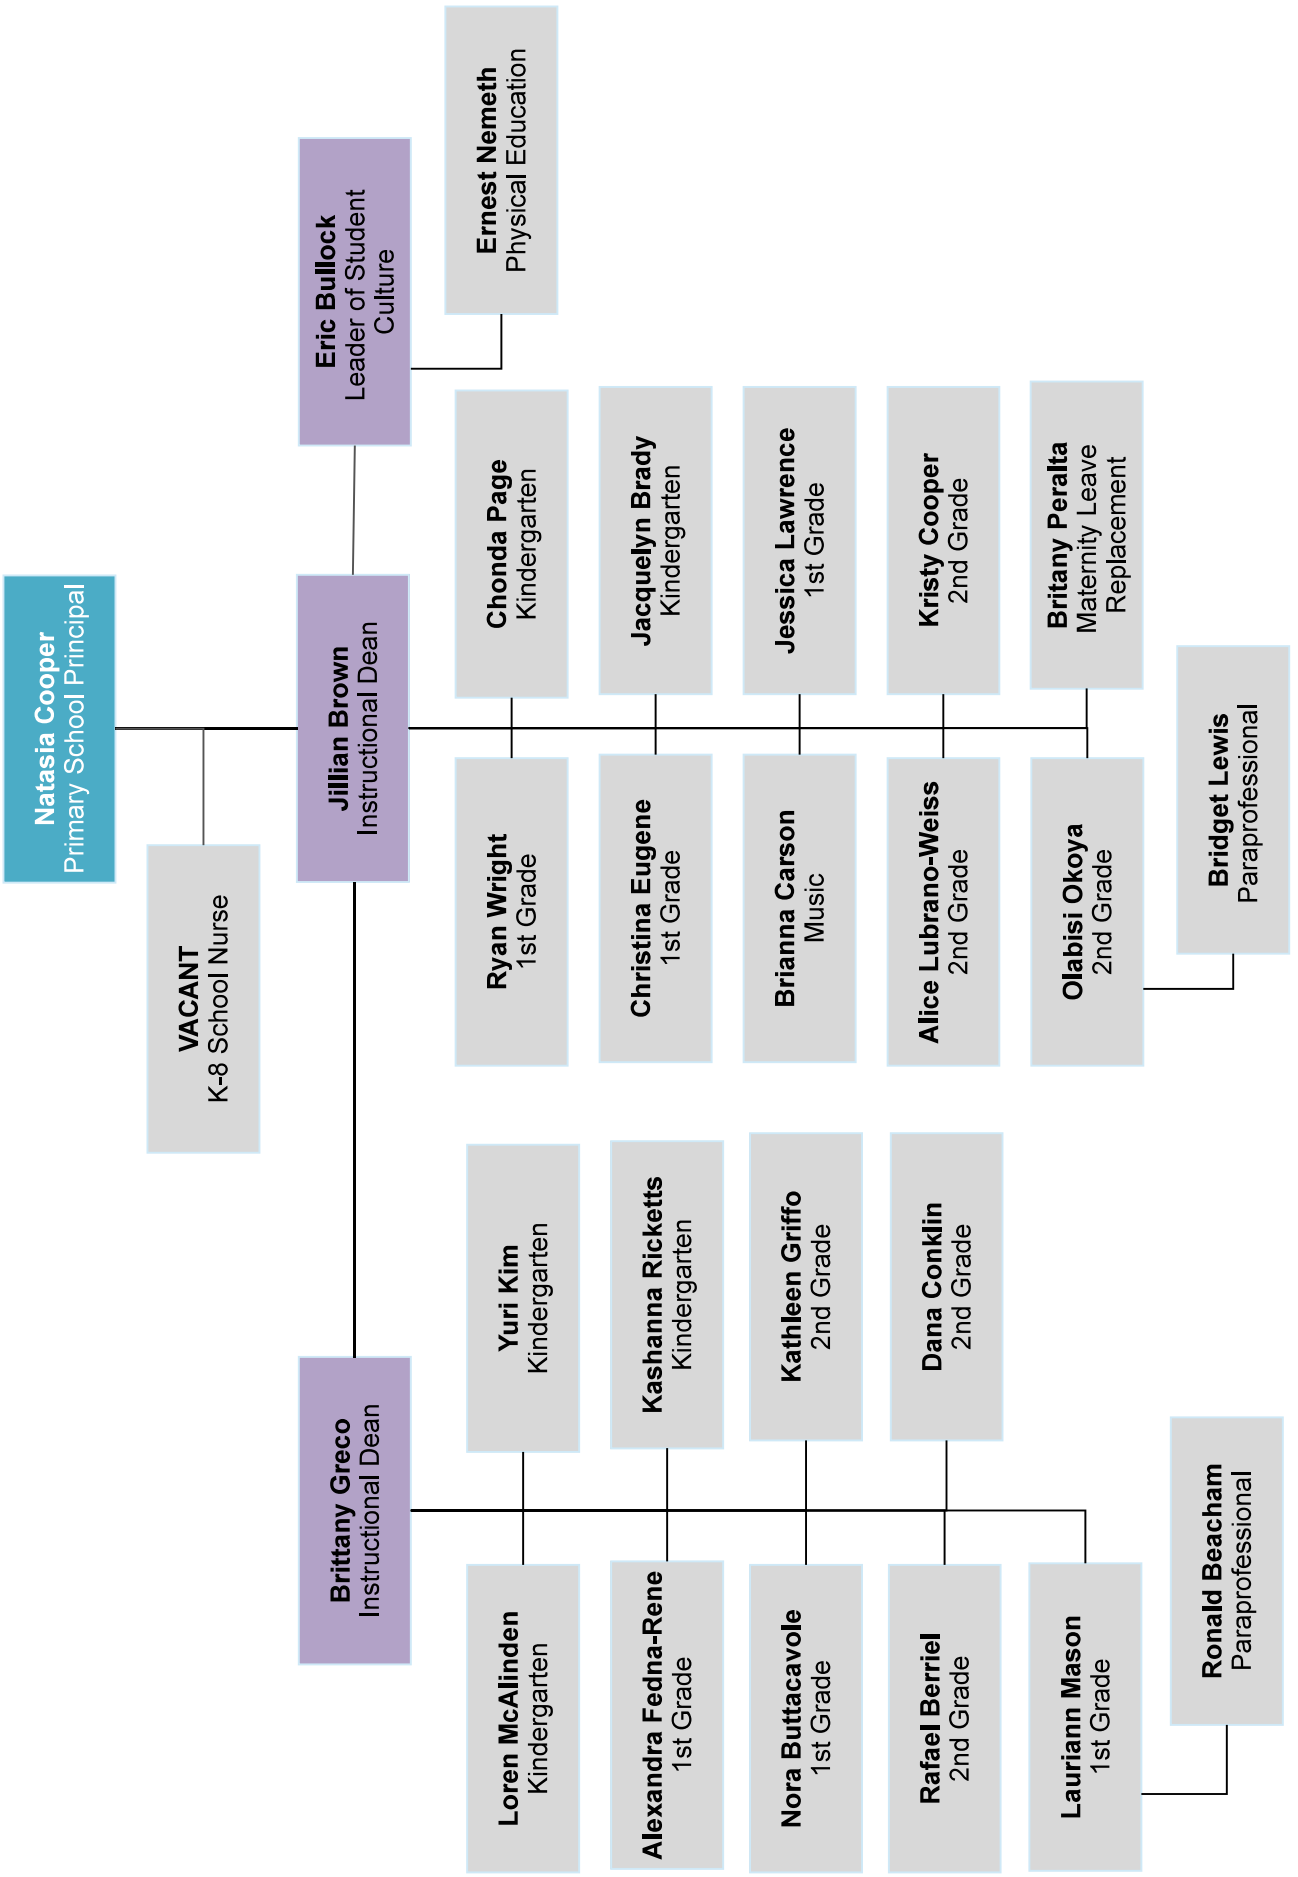 Natasia Cooper
Primary School Principal
VACANT
K-8 School Nurse
Brittany Greco
Instructional Dean
Jillian Brown
Instructional Dean
Eric Bullock
Leader of Student
Culture
Loren McAlinden
Kindergarten
Yuri Kim
Kindergarten
Alexandra Fedna-Rene
1st Grade
Kashanna Ricketts
Kindergarten
Nora Buttacavole
1st Grade
Kathleen Griffo
2nd Grade
Rafael Berriel
2nd Grade
Dana Conklin
2nd Grade
Lauriann Mason
1st Grade
Ronald Beacham
Paraprofessional
Ryan Wright
1st Grade
Chonda Page
Kindergarten
Christina Eugene
1st Grade
Jacquelyn Brady
Kindergarten
Brianna Carson
Music
Jessica Lawrence
1st Grade
Alice Lubrano-Weiss
2nd Grade
Kristy Cooper
2nd Grade
Olabisi Okoya
2nd Grade
Britany Peralta
Maternity Leave
Replacement
Bridget Lewis
Paraprofessional
Ernest Nemeth
Physical Education